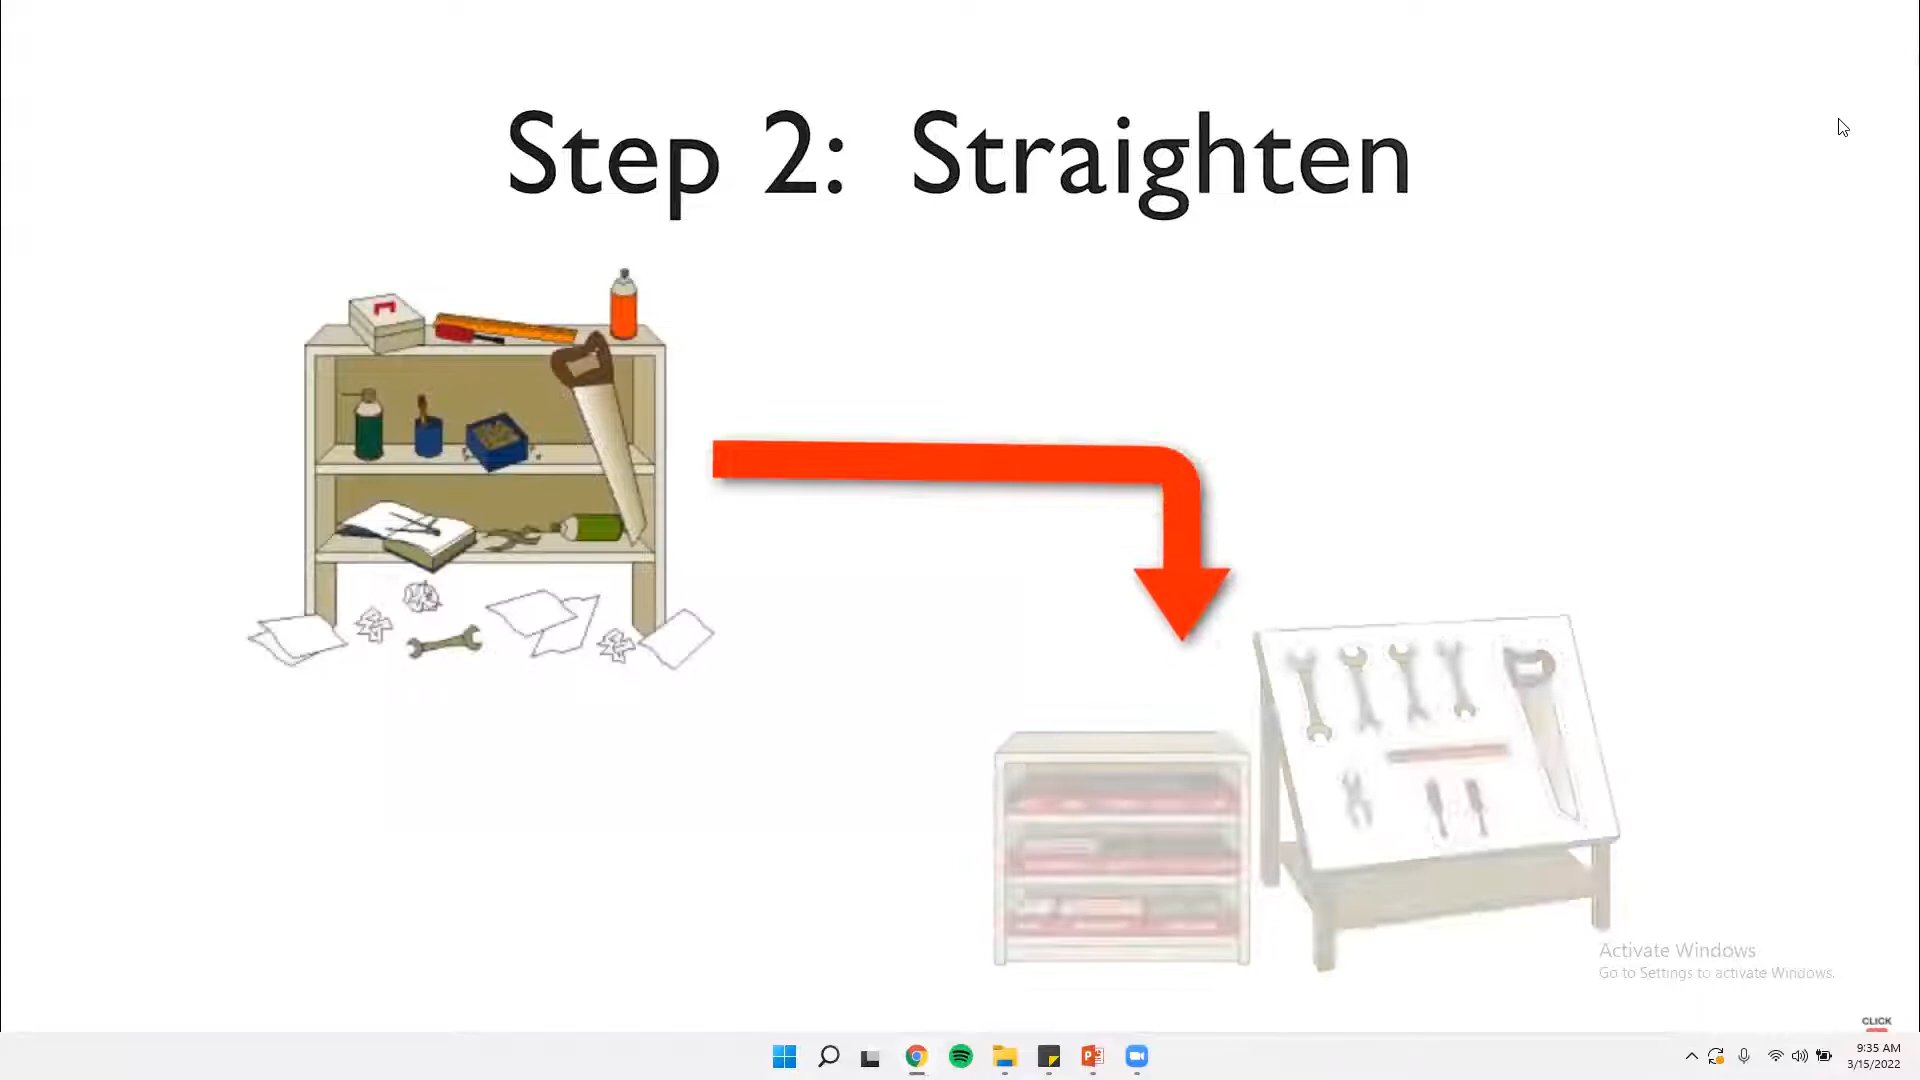 Step 2: Straighten
Activate Windows
Go to Settings to activate Windows.
CLICK
9:35 AM
3/15/2022